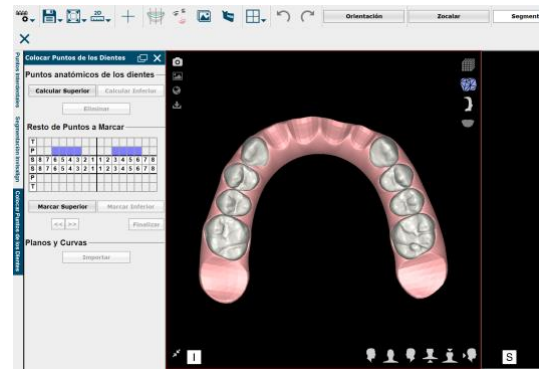 2D
Orientación
Zocalar
Segment
Colocar Puntos de los Dientes
Puntos Interdentales
Puntos anatómicos de los dientes
Calcular Superior
Calcular Inferior
Eliminar
Resto de Puntos a Marcar
T
P
S 8 7 6 5 4 3 2 1 1 2 3 4 5 6 7 8
S 8 7 6 5 4 3 2 1 1 2 3 4 5 6 7 8
P
T
Marcar Superior
Marcar Inferior
<< >>
Finalizar
Planos y Curvas
Importar
Colocar Puntos de los Dientes
I
S